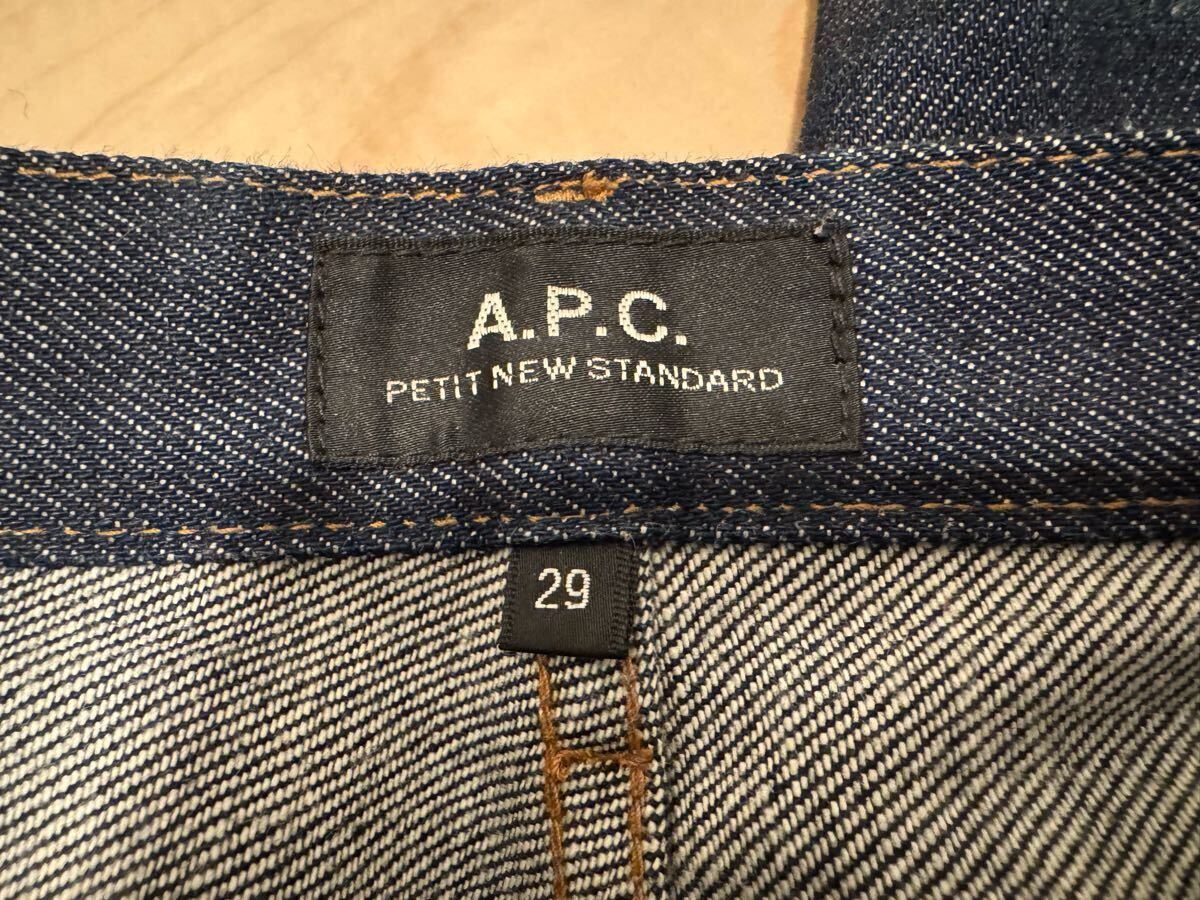 A.P.C.
PETIT NEW STANDARD
29